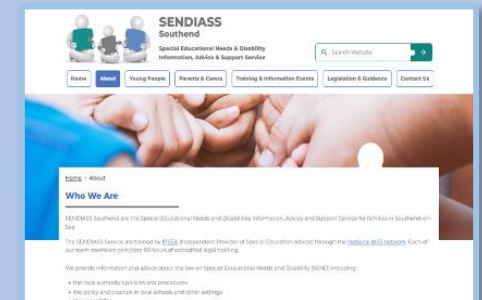 SENDIASS
Southend
Special Educational Needs & Disability
Information, Advice & Support Service
Search Website
Home
About
Young People
Parents & Carers
Training & Information Events
Legislation & Guidance
Contact Us
Home > About
Who We Are
SENDIASS Southend are the Special Educational Needs and Disabilities Information, Advice and Support Service for families in Southend-on-
Sea
The SENDIASS Service are trained by IPSEA (Independent Provider of Special Education Advice) through the National IASS network. Each of
our team members complete 90 hours of accredited legal training.
We provide information and advice about the law on Special Educational Needs and Disability (SEND) including:
the local authority's policies and procedures
the policy and practice in local schools and other settings